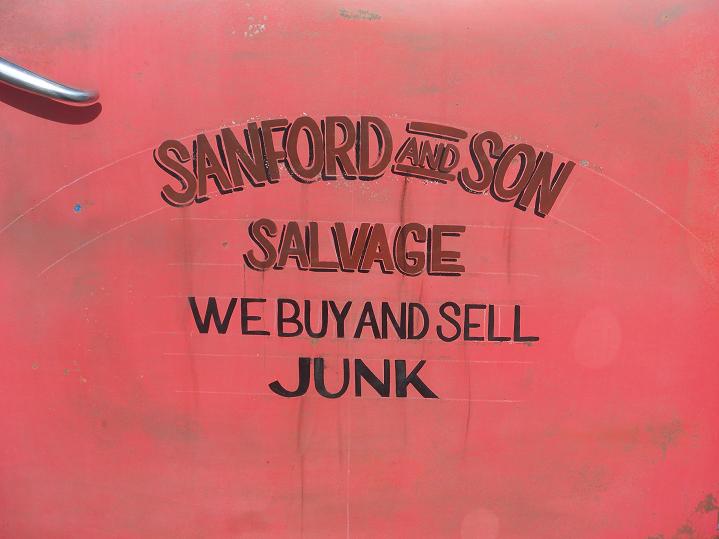 SANFORD AND SON
SALVAGE
WE BUY AND SELL
JUNK